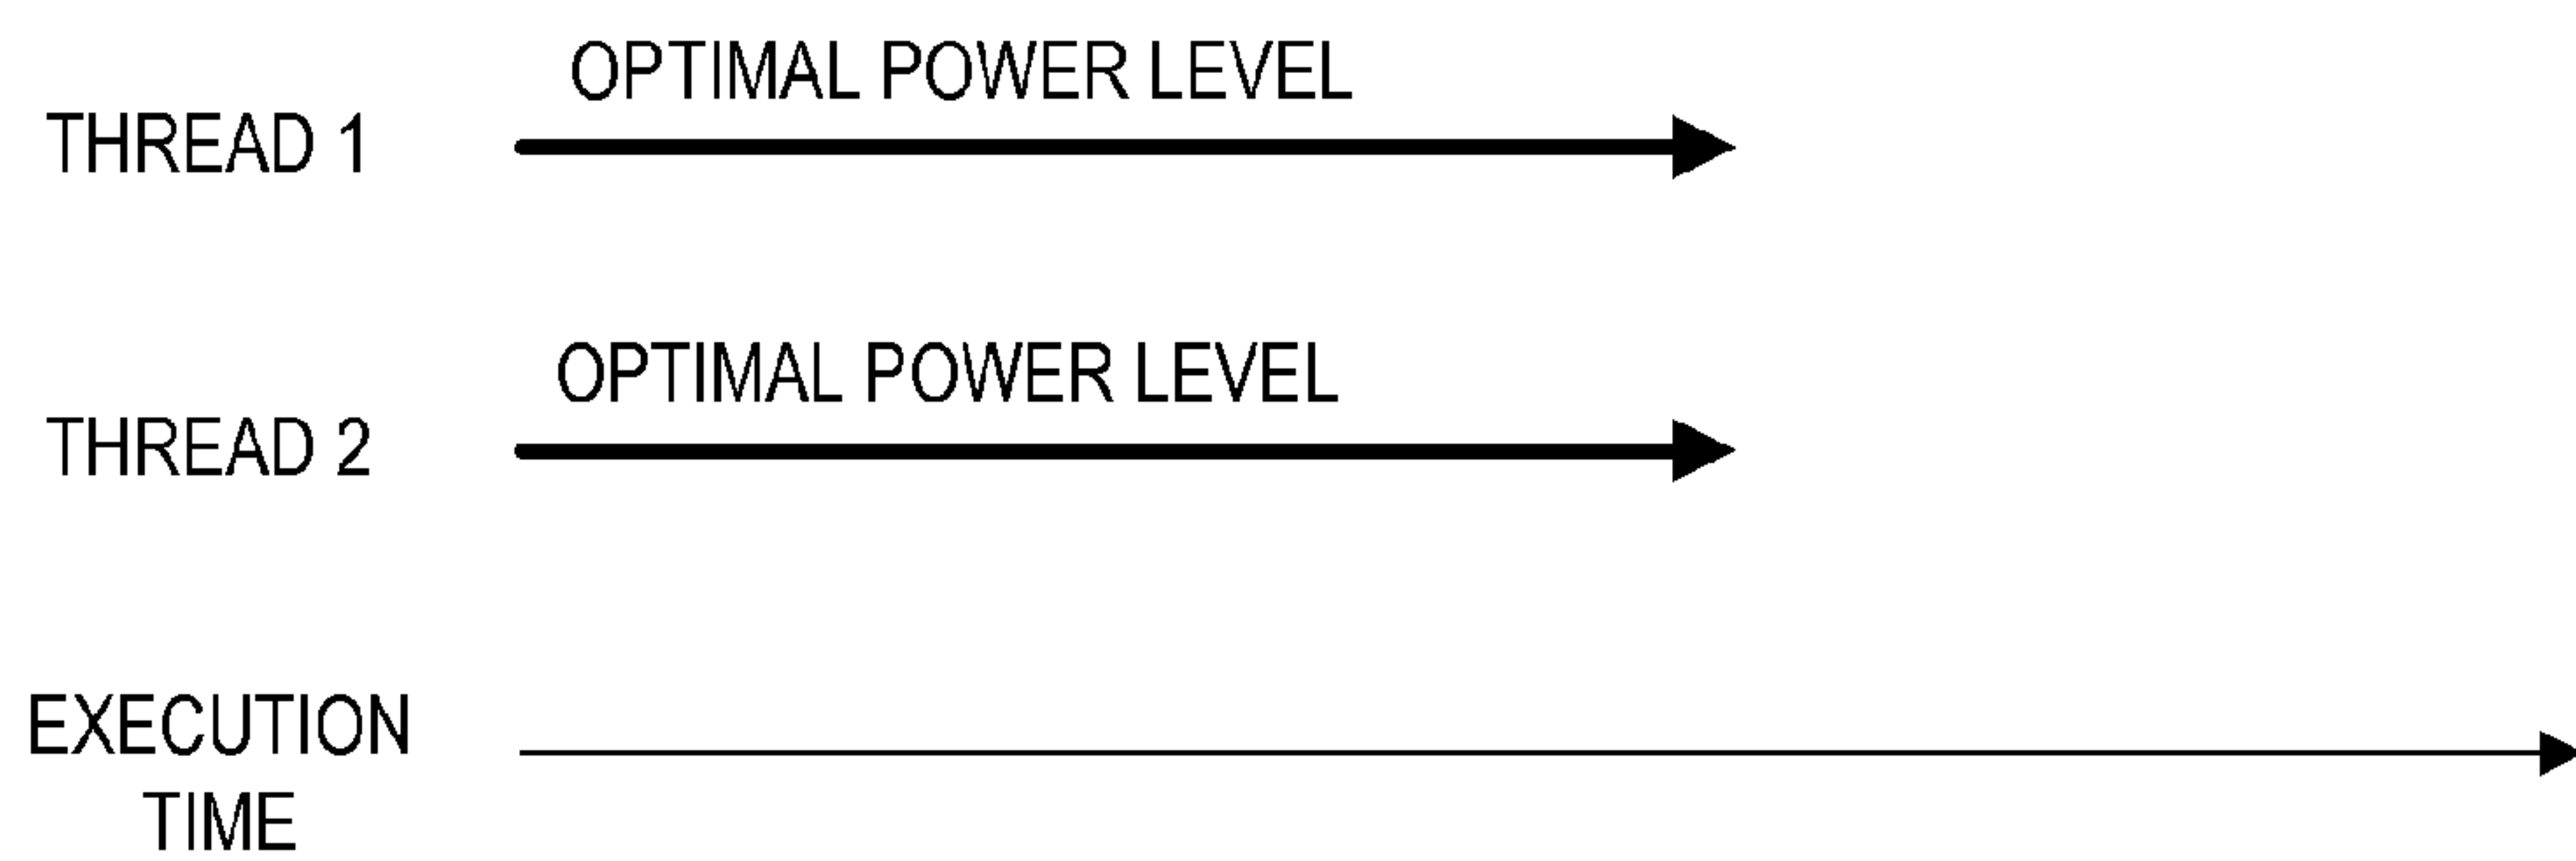 OPTIMAL POWER LEVEL
THREAD 1
OPTIMAL POWER LEVEL
THREAD 2
EXECUTION
TIME